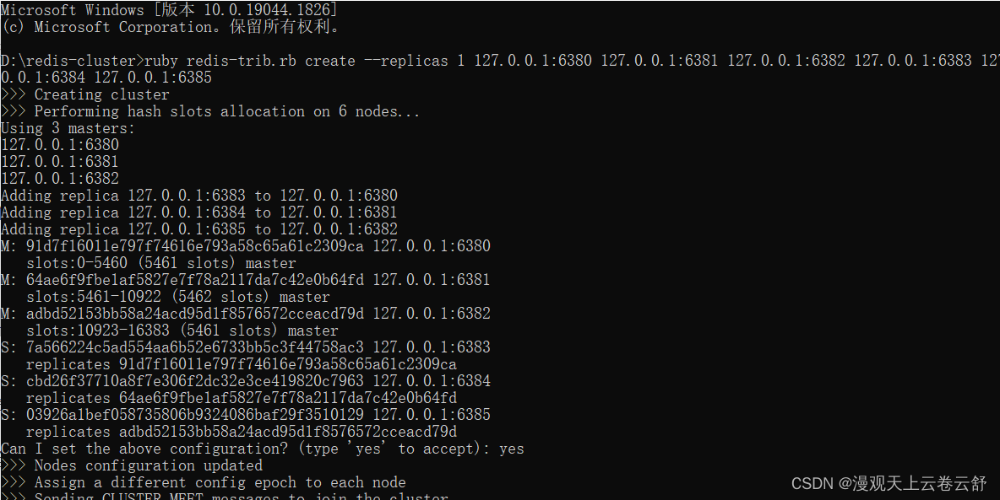 Microsoft Windows [版本 10.0.19044.1826]
(c) Microsoft Corporation。保留所有权利。
D:\redis-cluster>ruby redis-trib.rb create --replicas 1 127.0.0.1:6380 127.0.0.1:6381 127.0.0.1:6382 127.0.0.1:6383 127
0.0.1:6384 127.0.0.1:6385
>>> Creating cluster
>>> Performing hash slots allocation on 6 nodes...
Using 3 masters:
127.0.0.1:6380
127.0.0.1:6381
127.0.0.1:6382
Adding replica 127.0.0.1:6383 to 127.0.0.1:6380
Adding replica 127.0.0.1:6384 to 127.0.0.1:6381
Adding replica 127.0.0.1:6385 to 127.0.0.1:6382
M: 91d7f16011e797f74616e793a58c65a61c2309ca 127.0.0.1:6380
slots:0-5460 (5461 slots) master
M: 64ae6f9fbe1af5827e7f78a2117da7c42e0b64fd 127.0.0.1:6381
slots:5461-10922 (5462 slots) master
M: adbd52153bb58a24acd95d1f8576572cceacd79d 127.0.0.1:6382
slots:10923-16383 (5461 slots) master
S: 7a566224c5ad554aa6b52e6733bb5c3f44758ac3 127.0.0.1:6383
replicates 91d7f16011e797f74616e793a58c65a61c2309ca
S: cbd26f37710a8f7e306f2dc32e3ce419820c7963 127.0.0.1:6384
replicates 64ae6f9fbe1af5827e7f78a2117da7c42e0b64fd
S: 03926a1bef058735806b9324086baf29f3510129 127.0.0.1:6385
replicates adbd52153bb58a24acd95d1f8576572cceacd79d
Can I set the above configuration? (type 'yes' to accept): yes
>>> Nodes configuration updated
>>> Assign a different config epoch to each node
>>> Sending CLUSTER MEET messages to join the cluster
CSDN @漫观天上云卷云舒